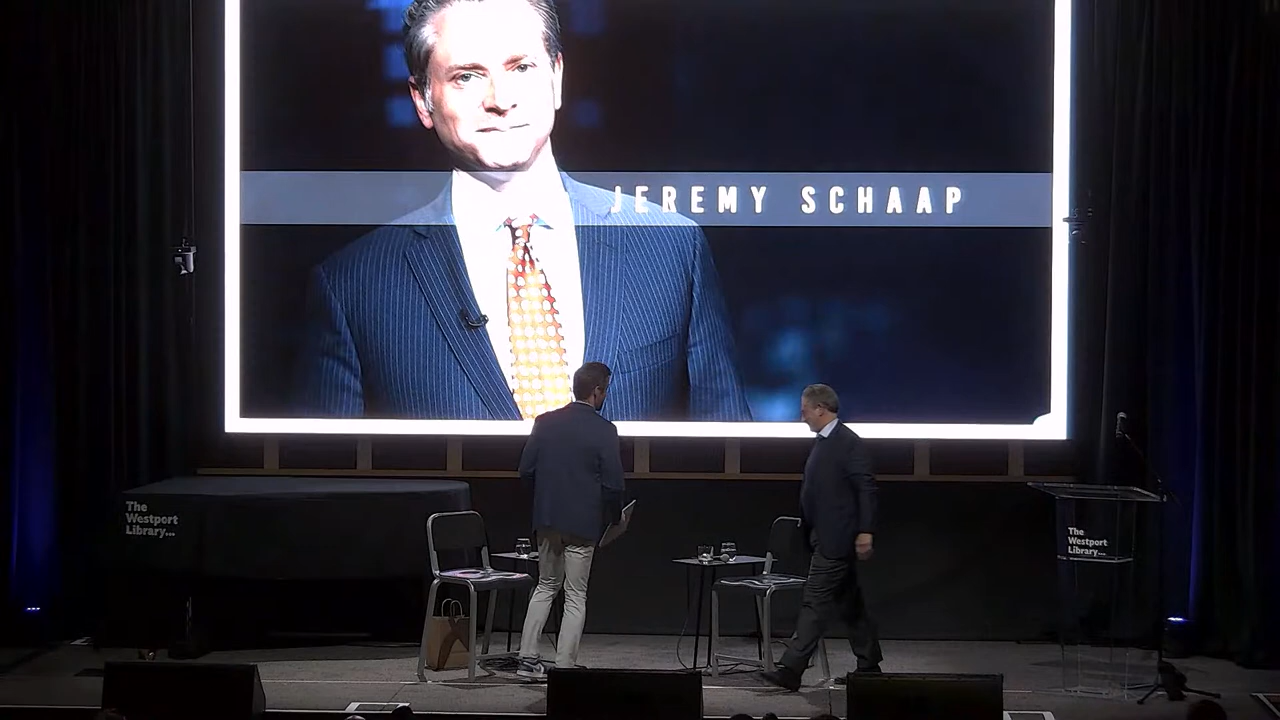 JEREMY SCHAAP
The
Westport
Library...
The
Westport
Library...